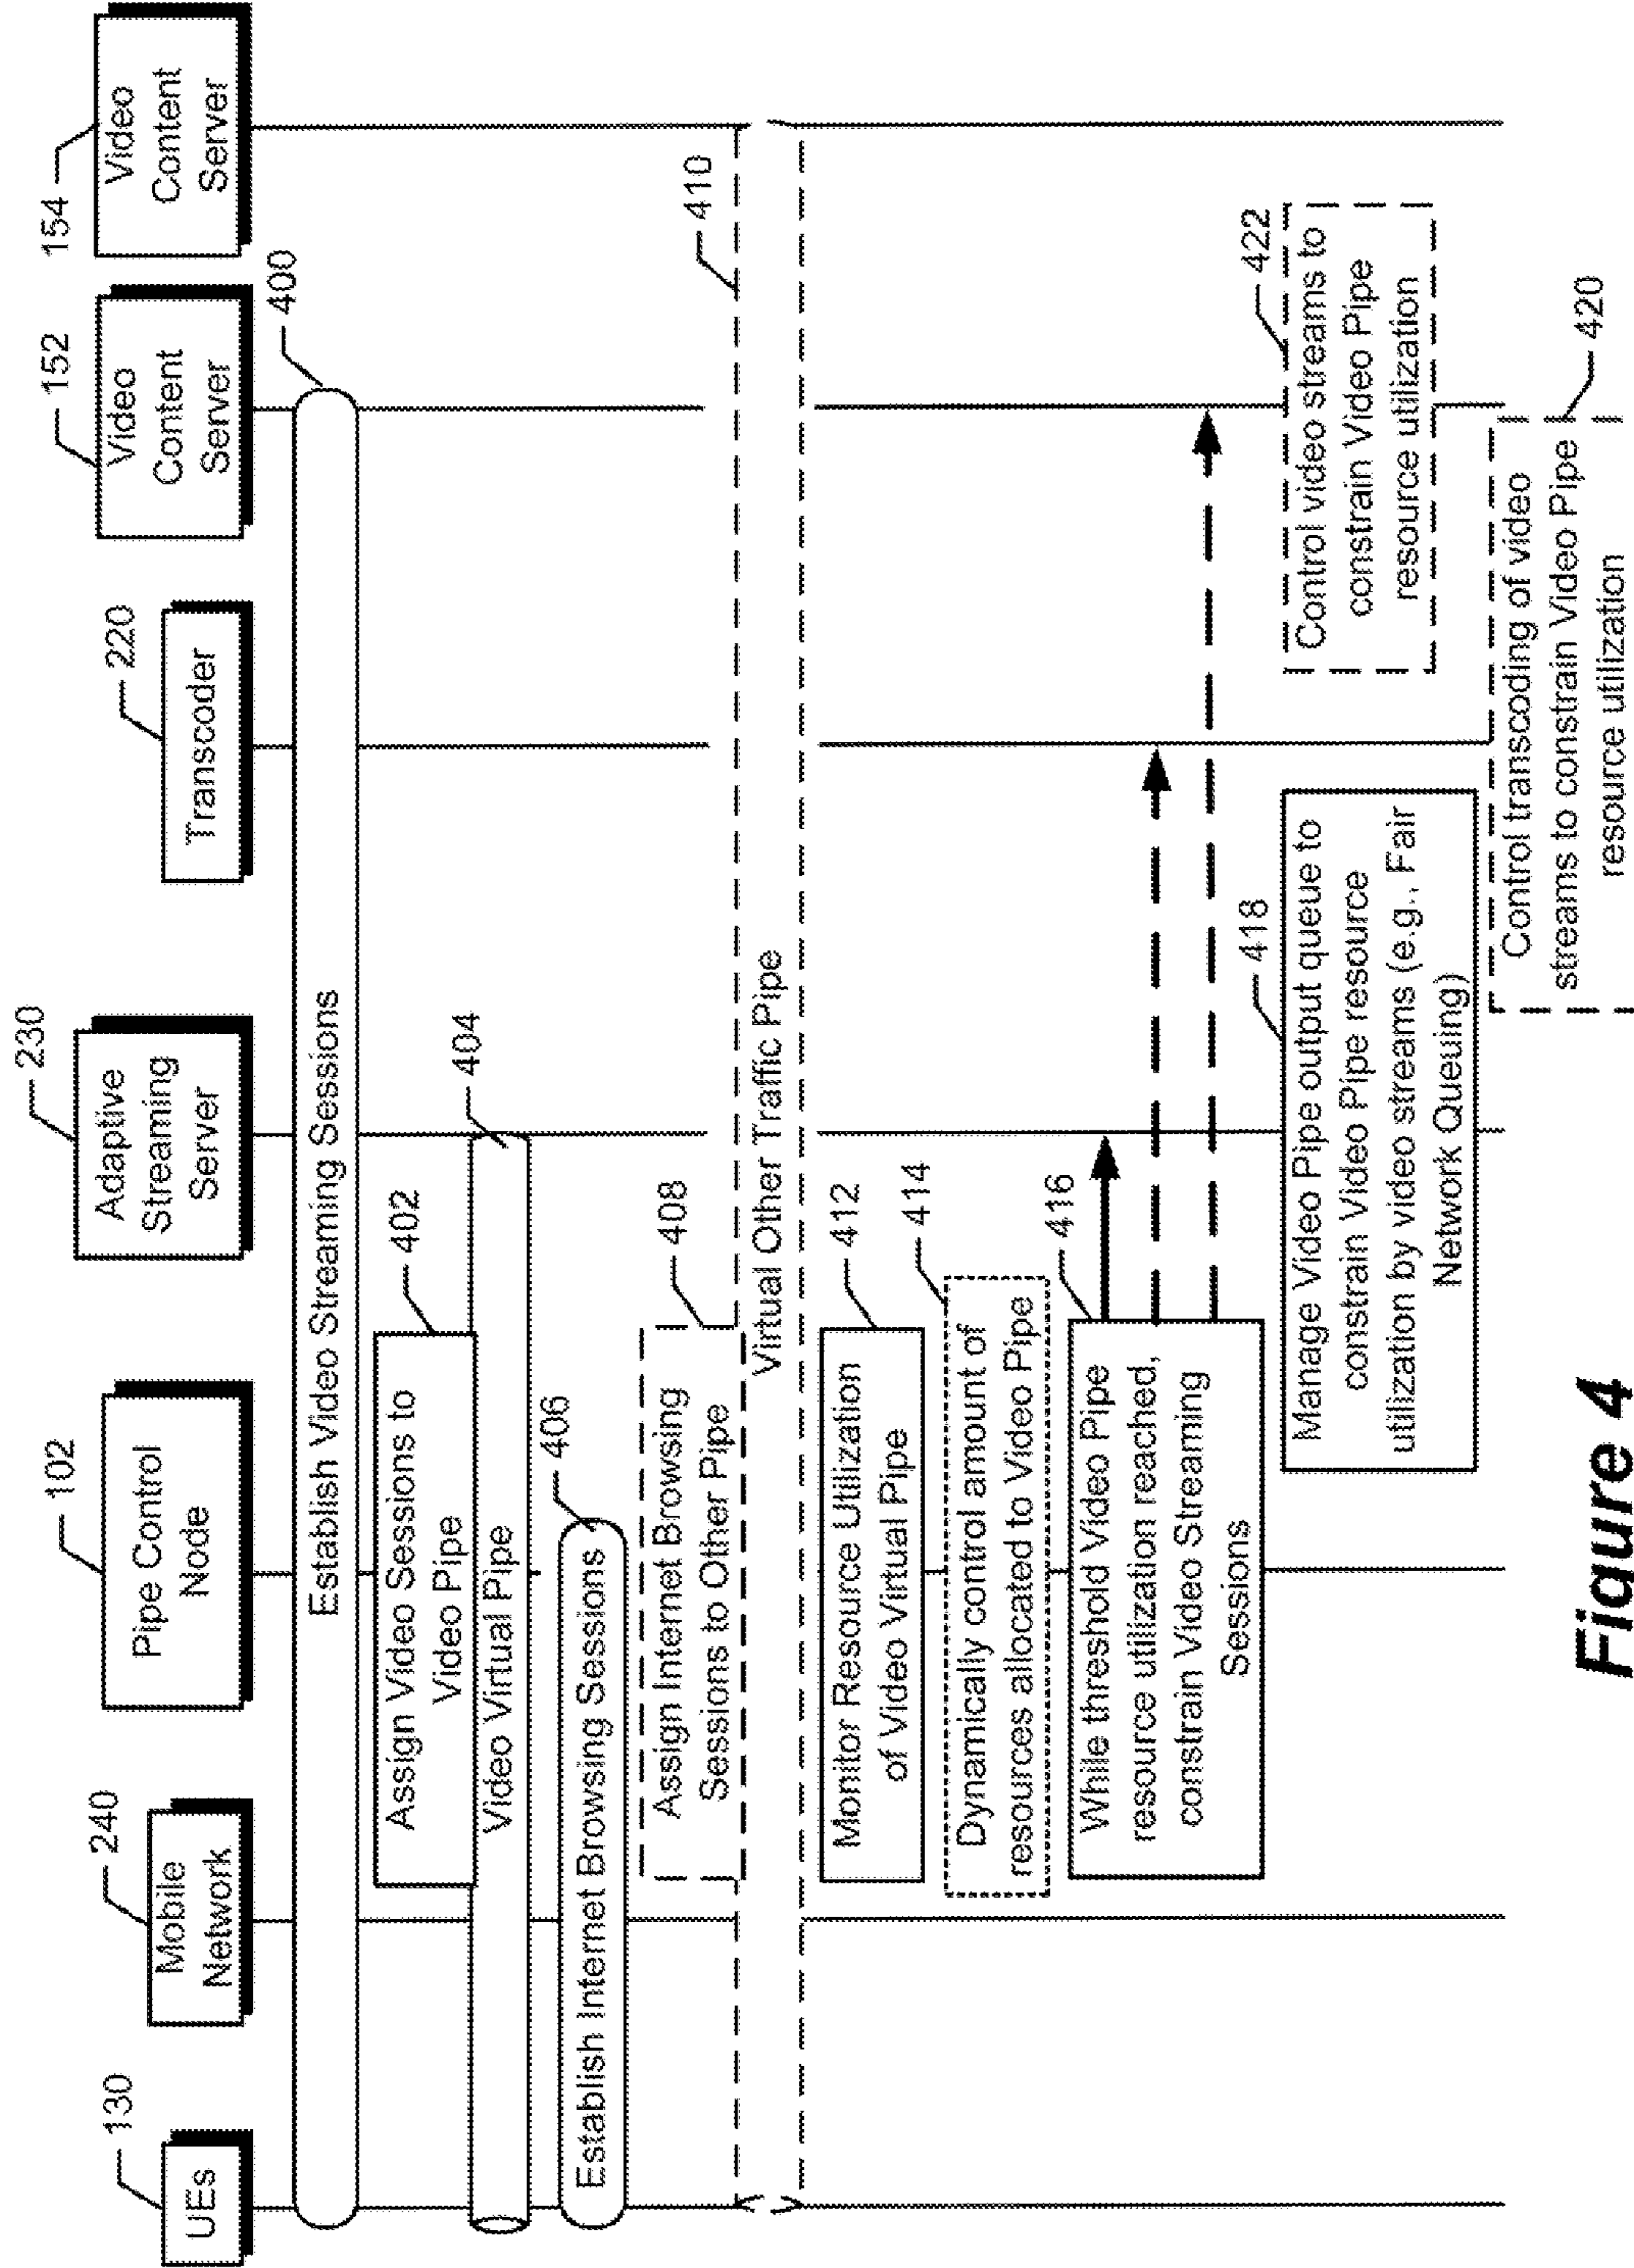 130
UEs
240
Mobile
Network
102
Pipe Control
Node
230
Adaptive
Streaming
Server
220
Transcoder
152
Video
Content
Server
154
Video
Content
Server
400
Establish Video Streaming Sessions
402
Assign Video Sessions to
Video Pipe
404
Video Virtual Pipe
406
Establish Internet Browsing Sessions
408
Assign Internet Browsing
Sessions to Other Pipe
410
Virtual Other Traffic Pipe
412
Monitor Resource Utilization
of Video Virtual Pipe
414
Dynamically control amount of
resources allocated to Video Pipe
416
While threshold Video Pipe
resource utilization reached,
constrain Video Streaming
Sessions
418
Manage Video Pipe output queue to
constrain Video Pipe resource
utilization by video streams (e.g., Fair
Network Queuing)
422
Control video streams to
constrain Video Pipe
resource utilization
420
Control transcoding of video
streams to constrain Video Pipe
resource utilization
Figure 4